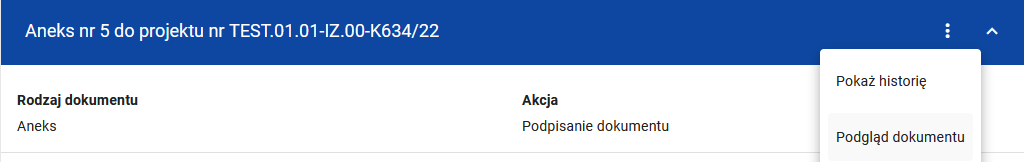 Aneks nr 5 do projektu nr TEST.01.01-IZ.00-K634/22
Pokaż historię
Rodzaj dokumentu
Akcja
Aneks
Podpisanie dokumentu
Podgląd dokumentu